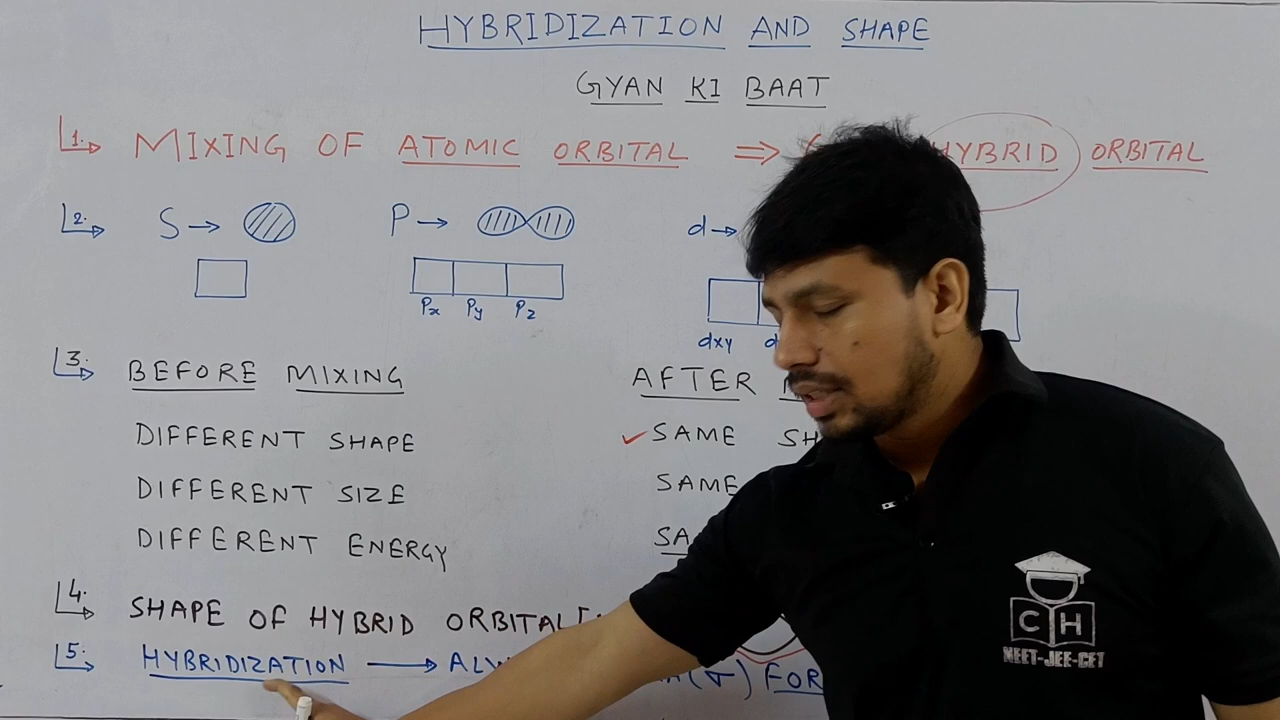 HYBRIDIZATION AND SHAPE
GYAN KI BAAT
1. MIXING OF ATOMIC ORBITAL ⇒ HYBRID ORBITAL
2. S → P → d →
Px Py Pz dxy
3. BEFORE MIXING AFTER
DIFFERENT SHAPE ✓ SAME
DIFFERENT SIZE SAME
DIFFERENT ENERGY
4. SHAPE OF HYBRID ORBITAL
5. HYBRIDIZATION → (σ) FOR
CH
NEET-JEE-CET